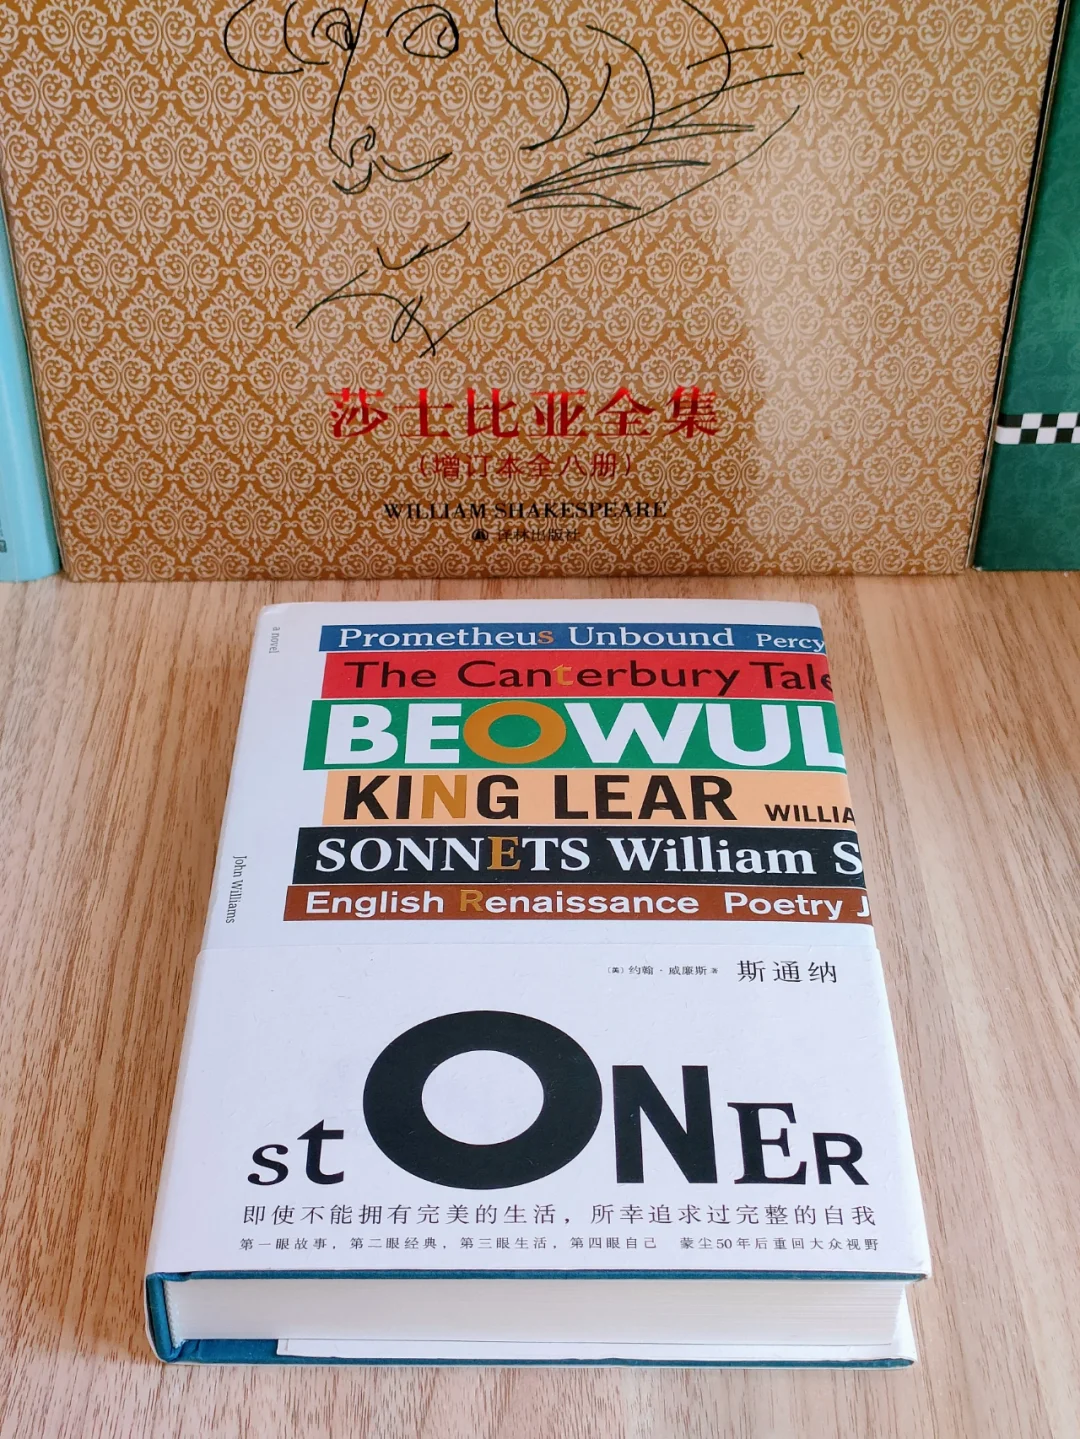 莎士比亚全集
(增订本全八册)
WILLIAM SHAKESPEARE
译林出版社
a novel
John Williams
Prometheus Unbound Percy
The Canterbury Tale
BEOWUL
KING LEAR WILLIA
SONNETS William S
English Renaissance Poetry J
(美) 约翰·威廉斯 著 斯通纳
stONER
即使不能拥有完美的生活，所幸追求过完整的自我
第一眼故事，第二眼经典，第三眼生活，第四眼自己 蒙尘50年后重回大众视野